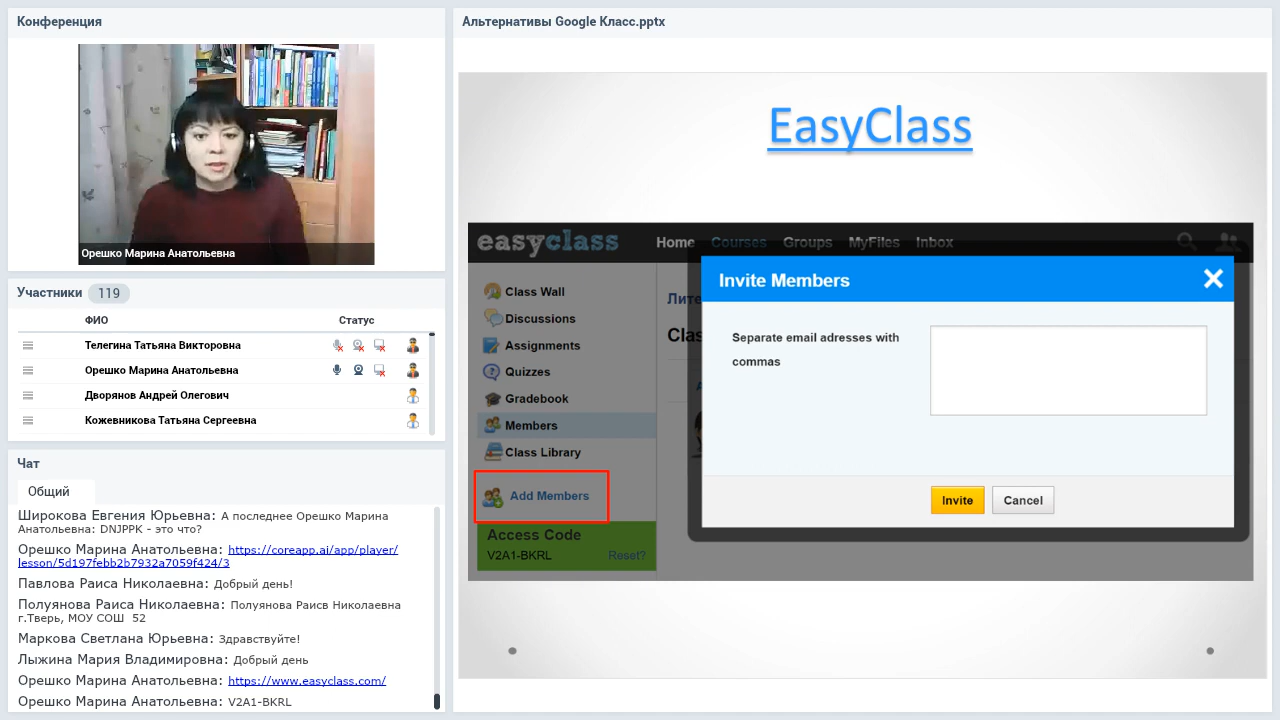 Конференция
Орешко Марина Анатольевна
Участники 119
ФИО Статус
Телегина Татьяна Викторовна
Орешко Марина Анатольевна
Дворянов Андрей Олегович
Кожевникова Татьяна Сергеевна
Чат
Общий
Широкова Евгения Юрьевна: А последнее Орешко Марина
Анатольевна: DNJPPK - это что?
Орешко Марина Анатольевна: https://coreapp.ai/app/player/
lesson/5d197febb2b7932a7059f424/3
Павлова Раиса Николаевна: Добрый день!
Полуянова Раиса Николаевна: Полуянова Раисв Николаевна
г.Тверь, МОУ СОШ 52
Маркова Светлана Юрьевна: Здравствуйте!
Лыжина Мария Владимировна: Добрый день
Орешко Марина Анатольевна: https://www.easyclass.com/
Орешко Марина Анатольевна: V2A1-BKRL
Альтернативы Google Класс.pptx
EasyClass
easyclass Home Courses Groups MyFiles Inbox
Class Wall
Discussions
Assignments
Quizzes
Gradebook
Members
Class Library
Add Members
Access Code
V2A1-BKRL Reset?
Invite Members
Separate email adresses with
commas
Invite Cancel